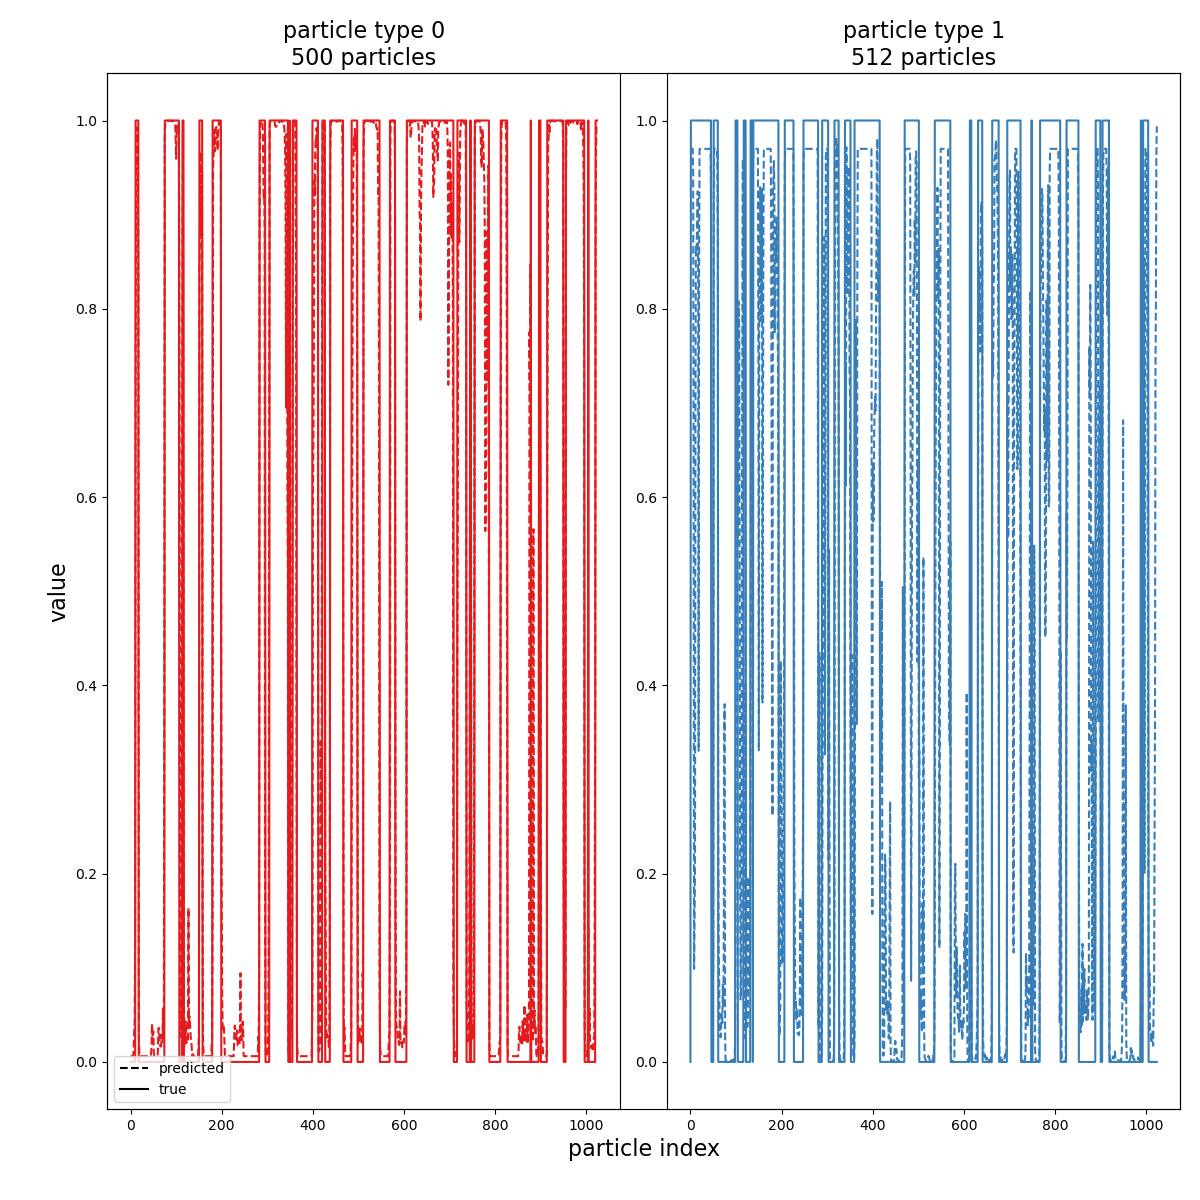 particle type 0
500 particles
particle type 1
512 particles
1.0
0.8
0.6
0.4
0.2
0.0
1.0
0.8
0.6
0.4
0.2
0.0
value
predicted
true
0 200 400 600 800 1000
0 200 400 600 800 1000
particle index